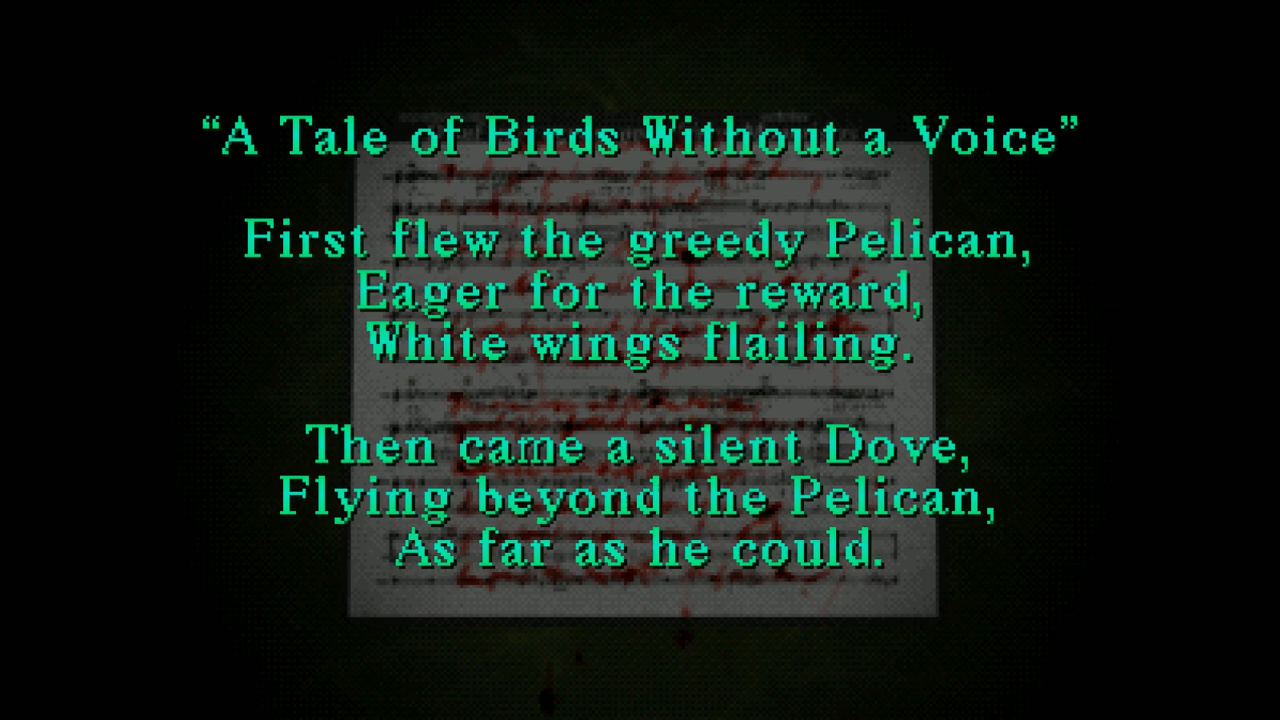 “A Tale of Birds Without a Voice”
First flew the greedy Pelican,
Eager for the reward,
White wings flailing.
Then came a silent Dove,
Flying beyond the Pelican,
As far as he could.